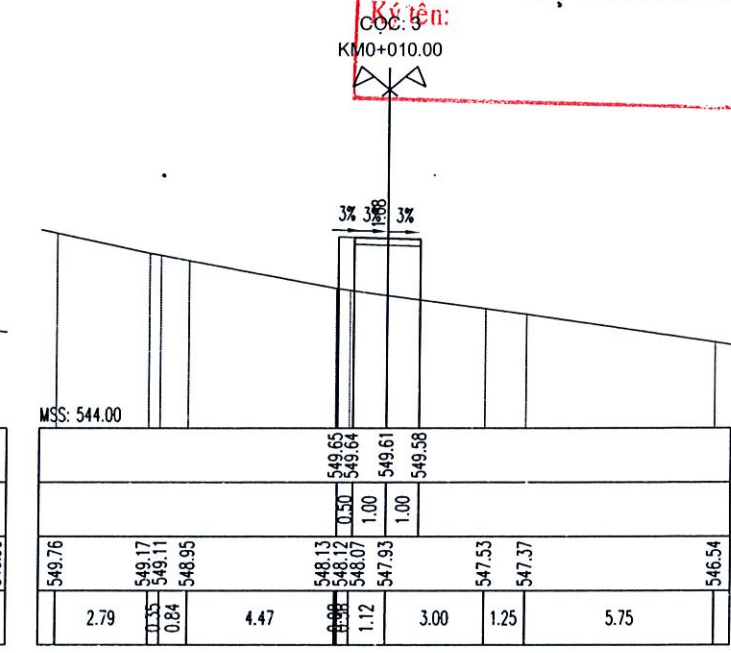 Ký tên:
CỌC: 3
KM0+010.00
3% 3% 1.68 3%
MSS: 544.00
549.65 549.64 549.61 549.58
0.50 1.00 1.00
549.76 549.17 549.11 548.95 548.13 548.12 548.07 547.93 547.53 547.37 546.54
2.79 0.35 0.84 4.47 1.12 3.00 1.25 5.75